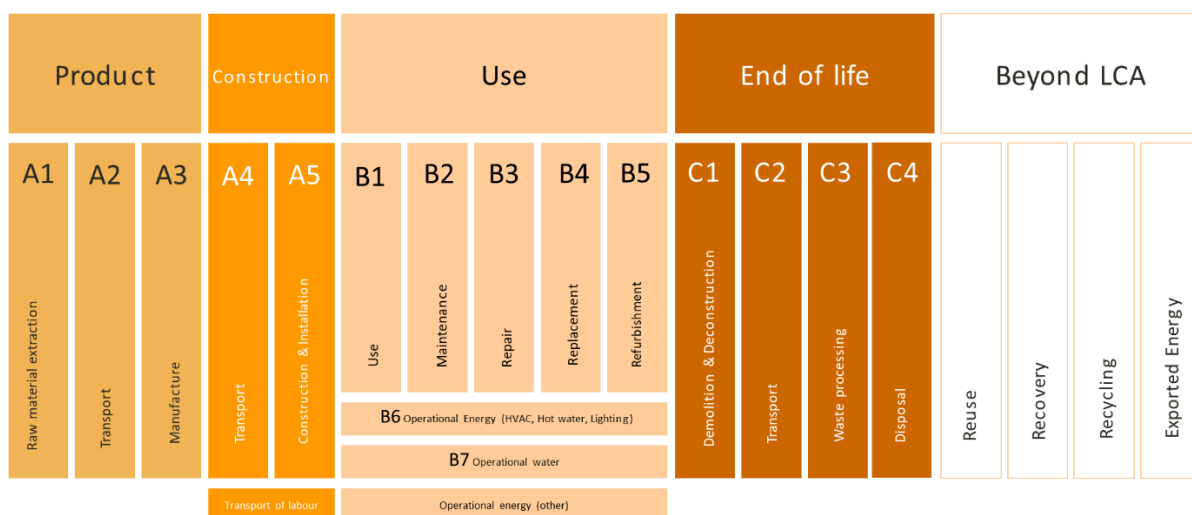 Product
Construction
Use
End of life
Beyond LCA
A1
A2
A3
A4
A5
B1
B2
B3
B4
B5
C1
C2
C3
C4
Raw material extraction
Transport
Manufacture
Transport
Construction & Installation
Use
Maintenance
Repair
Replacement
Refurbishment
Demolition & Deconstruction
Transport
Waste processing
Disposal
Reuse
Recovery
Recycling
Exported Energy
B6 Operational Energy (HVAC, Hot water, Lighting)
B7 Operational water
Transport of labour
Operational energy (other)